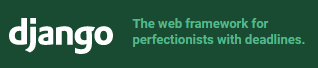 django
The web framework for
perfectionists with deadlines.